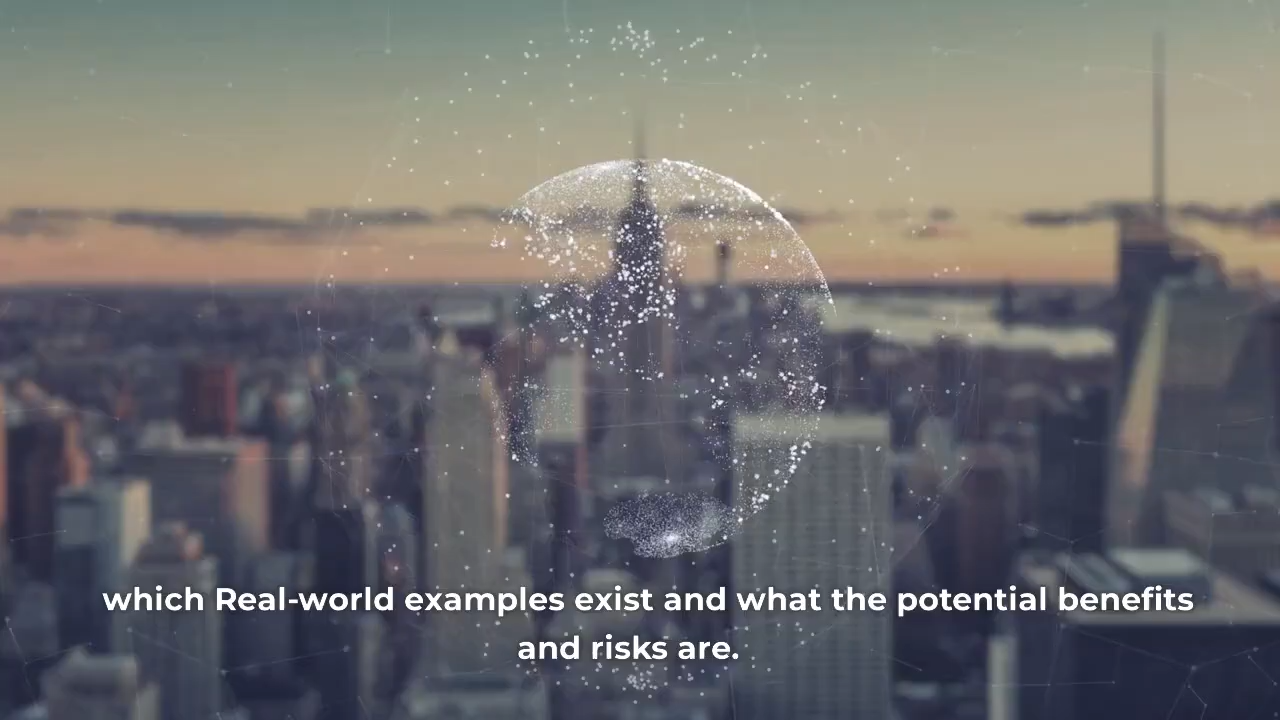 which Real-world examples exist and what the potential benefits
and risks are.